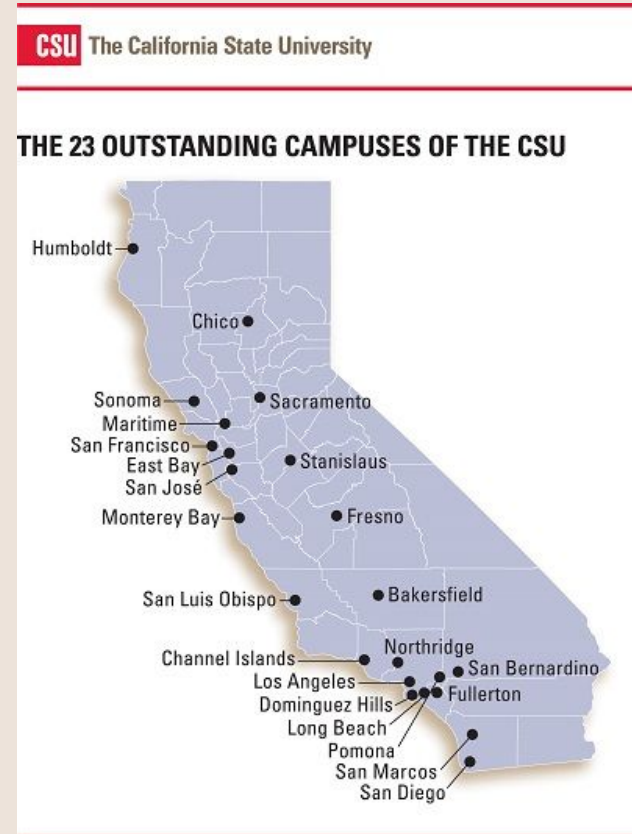 CSU The California State University
THE 23 OUTSTANDING CAMPUSES OF THE CSU
Humboldt
Chico
Sonoma
Sacramento
Maritime
San Francisco
East Bay
Stanislaus
San José
Monterey Bay
Fresno
San Luis Obispo
Bakersfield
Northridge
Channel Islands
San Bernardino
Los Angeles
Dominguez Hills
Fullerton
Long Beach
Pomona
San Marcos
San Diego